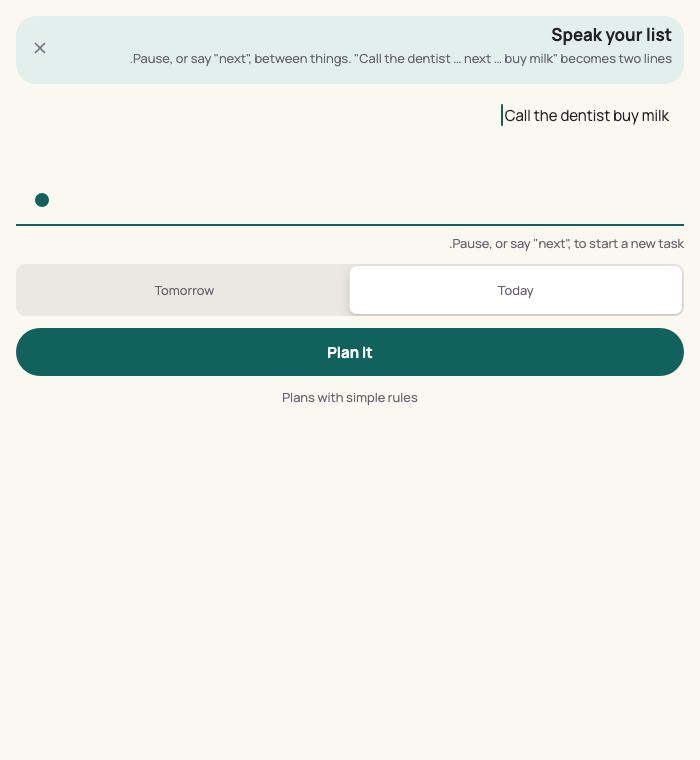 Speak your list
.Pause, or say "next", between things. "Call the dentist … next … buy milk" becomes two lines
Call the dentist buy milk
.Pause, or say "next", to start a new task
Today
Tomorrow
Plan it
Plans with simple rules